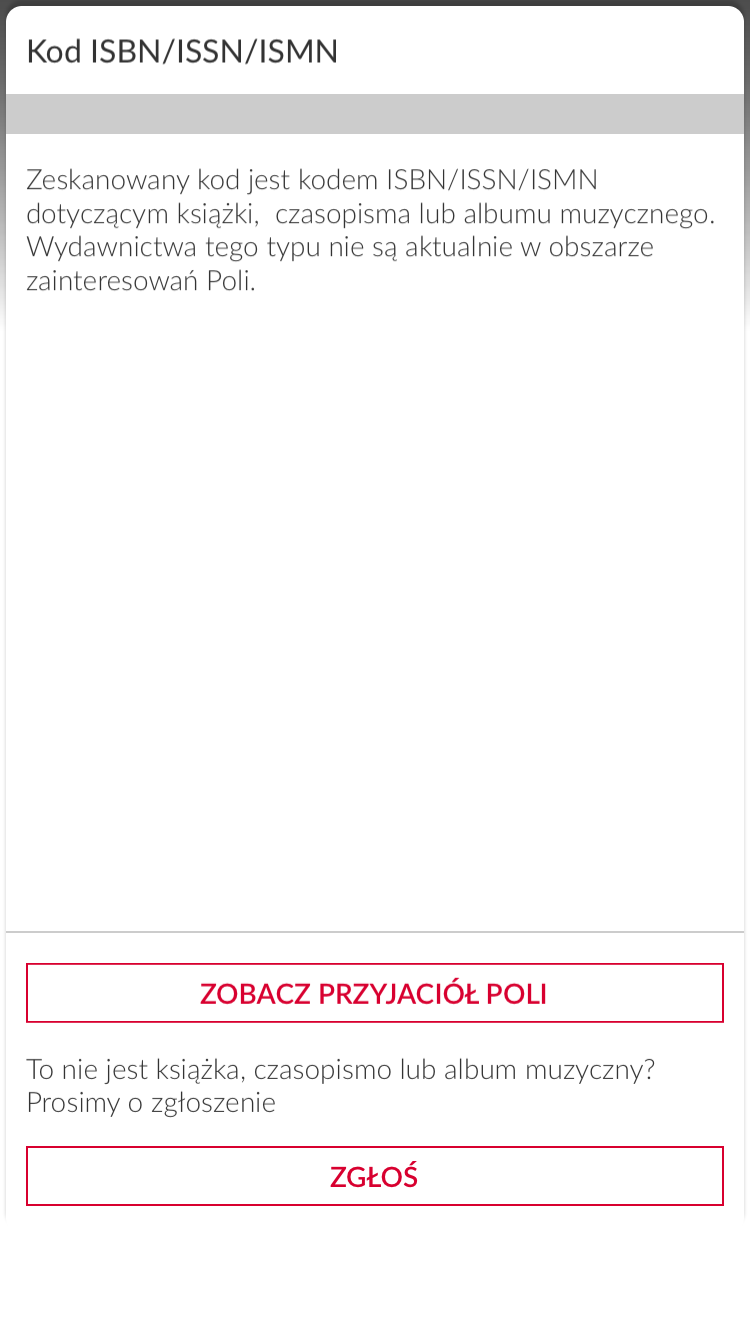 Kod ISBN/ISSN/ISMN
Zeskanowany kod jest kodem ISBN/ISSN/ISMN
dotyczącym książki,  czasopisma lub albumu muzycznego.
Wydawnictwa tego typu nie są aktualnie w obszarze
zainteresowań Poli.
ZOBACZ PRZYJACIÓŁ POLI
To nie jest książka, czasopismo lub album muzyczny?
Prosimy o zgłoszenie
ZGŁOŚ